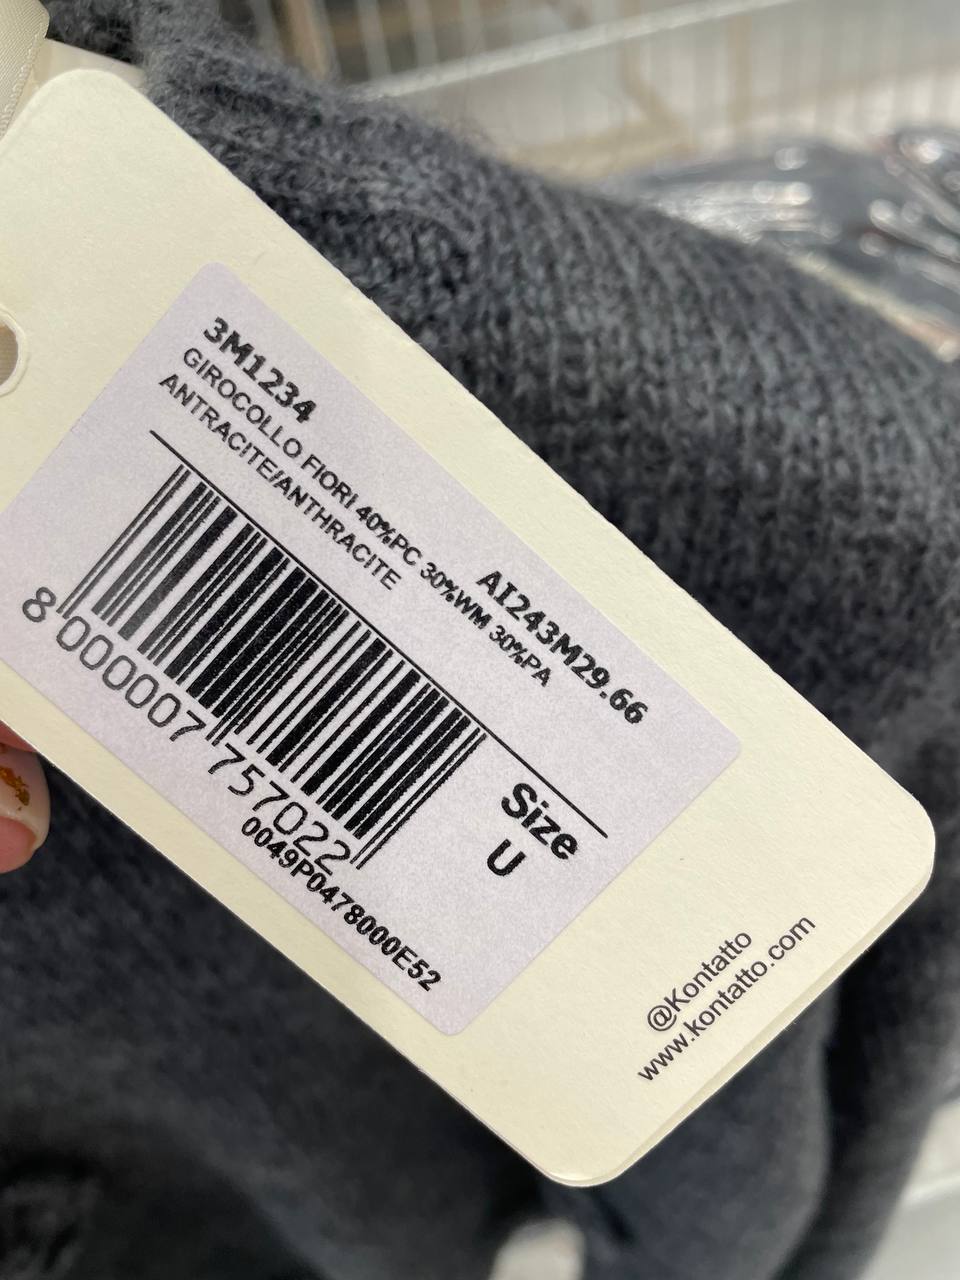 3M1234
AI243M29.66
GIROCOLLO FIORI 40%PC 30%WM 30%PA
ANTRACITE/ANTHRACITE
8 000007 757022
0049P0478000E52
Size
U
@Kontatto
www.kontatto.com